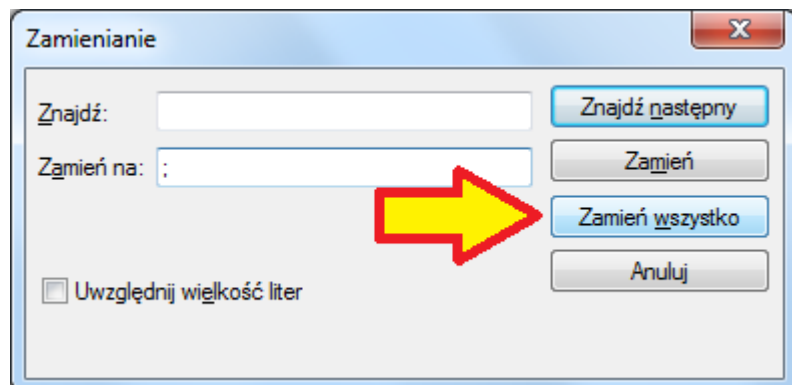 Zamienianie
Znajdź:
Znajdź następny
Zamień na: ;
Zamień
Zamień wszystko
Uwzględnij wielkość liter
Anuluj